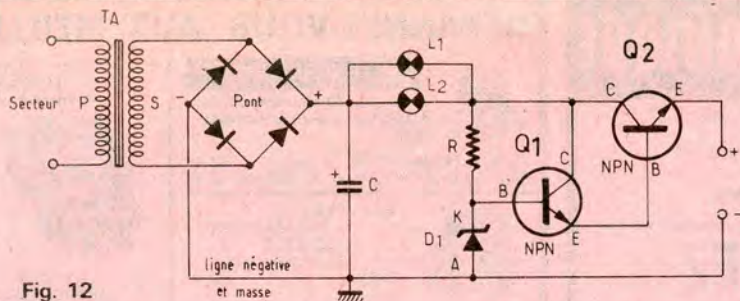 TA
Secteur
P
S
Pont
-
+
L1
L2
+
C
R
Q1
B
C
E
NPN
K
D1
A
Q2
C
E
B
NPN
+
-
ligne négative
et masse
Fig. 12